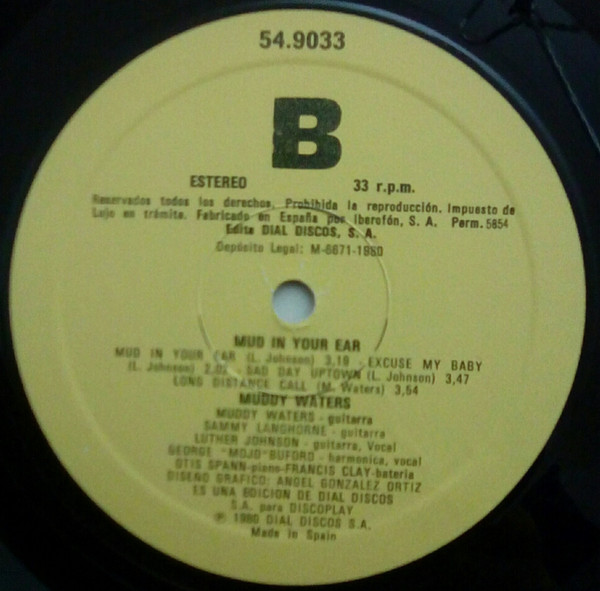 54.9033
B
ESTEREO 33 r.p.m.
Reservados todos los derechos. Prohibida la reproducción. Impuesto de
Lujo en trámita. Fabricado en España por Iberofón, S. A. Perm. 5854
Edita DIAL DISCOS, S. A.
Depósito Legal: M-6671-1980
MUD IN YOUR EAR
MUD IN YOUR EAR (L. Johnson) 3,19 - EXCUSE MY BABY
(L. Johnson) 2,02 - SAD DAY UPTOWN (L. Johnson) 3,47
LONG DISTANCE CALL (M. Waters) 3,54
MUDDY WATERS
MUDDY WATERS - guitarra
SAMMY LANGHORNE - guitarra
LUTHER JOHNSON - guitarra, Vocal
GEORGE "MOJO" BUFORD - harmonica, vocal
OTIS SPANN-piano-FRANCIS CLAY-bateria
DISEÑO GRAFICO: ANGEL GONZALEZ ORTIZ
ES UNA EDICION DE DIAL DISCOS
S.A. para DISCOPLAY
℗ 1980 DIAL DISCOS S.A.
Made in Spain